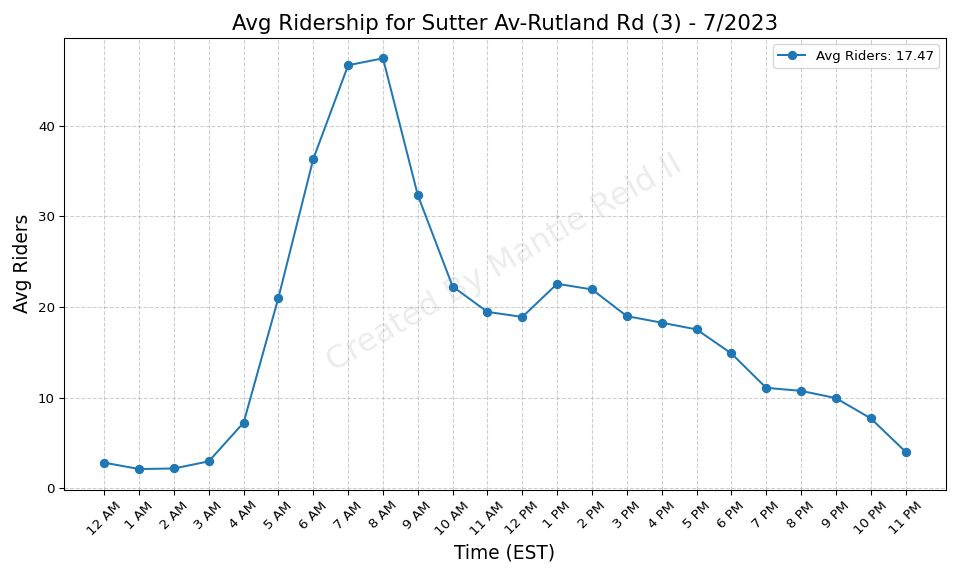 Avg Ridership for Sutter Av-Rutland Rd (3) - 7/2023
Avg Riders: 17.47
Avg Riders
40
30
20
10
0
Created By Mantie Reid II
12 AM
1 AM
2 AM
3 AM
4 AM
5 AM
6 AM
7 AM
8 AM
9 AM
10 AM
11 AM
12 PM
1 PM
2 PM
3 PM
4 PM
5 PM
6 PM
7 PM
8 PM
9 PM
10 PM
11 PM
Time (EST)